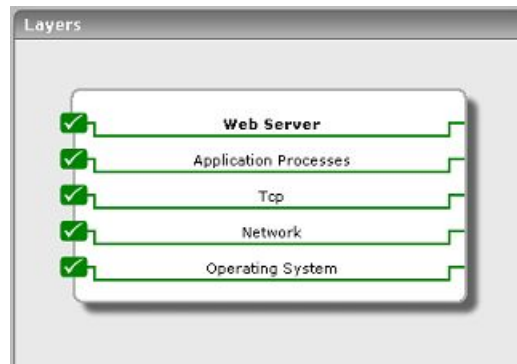 Layers
Web Server
Application Processes
Tcp
Network
Operating System